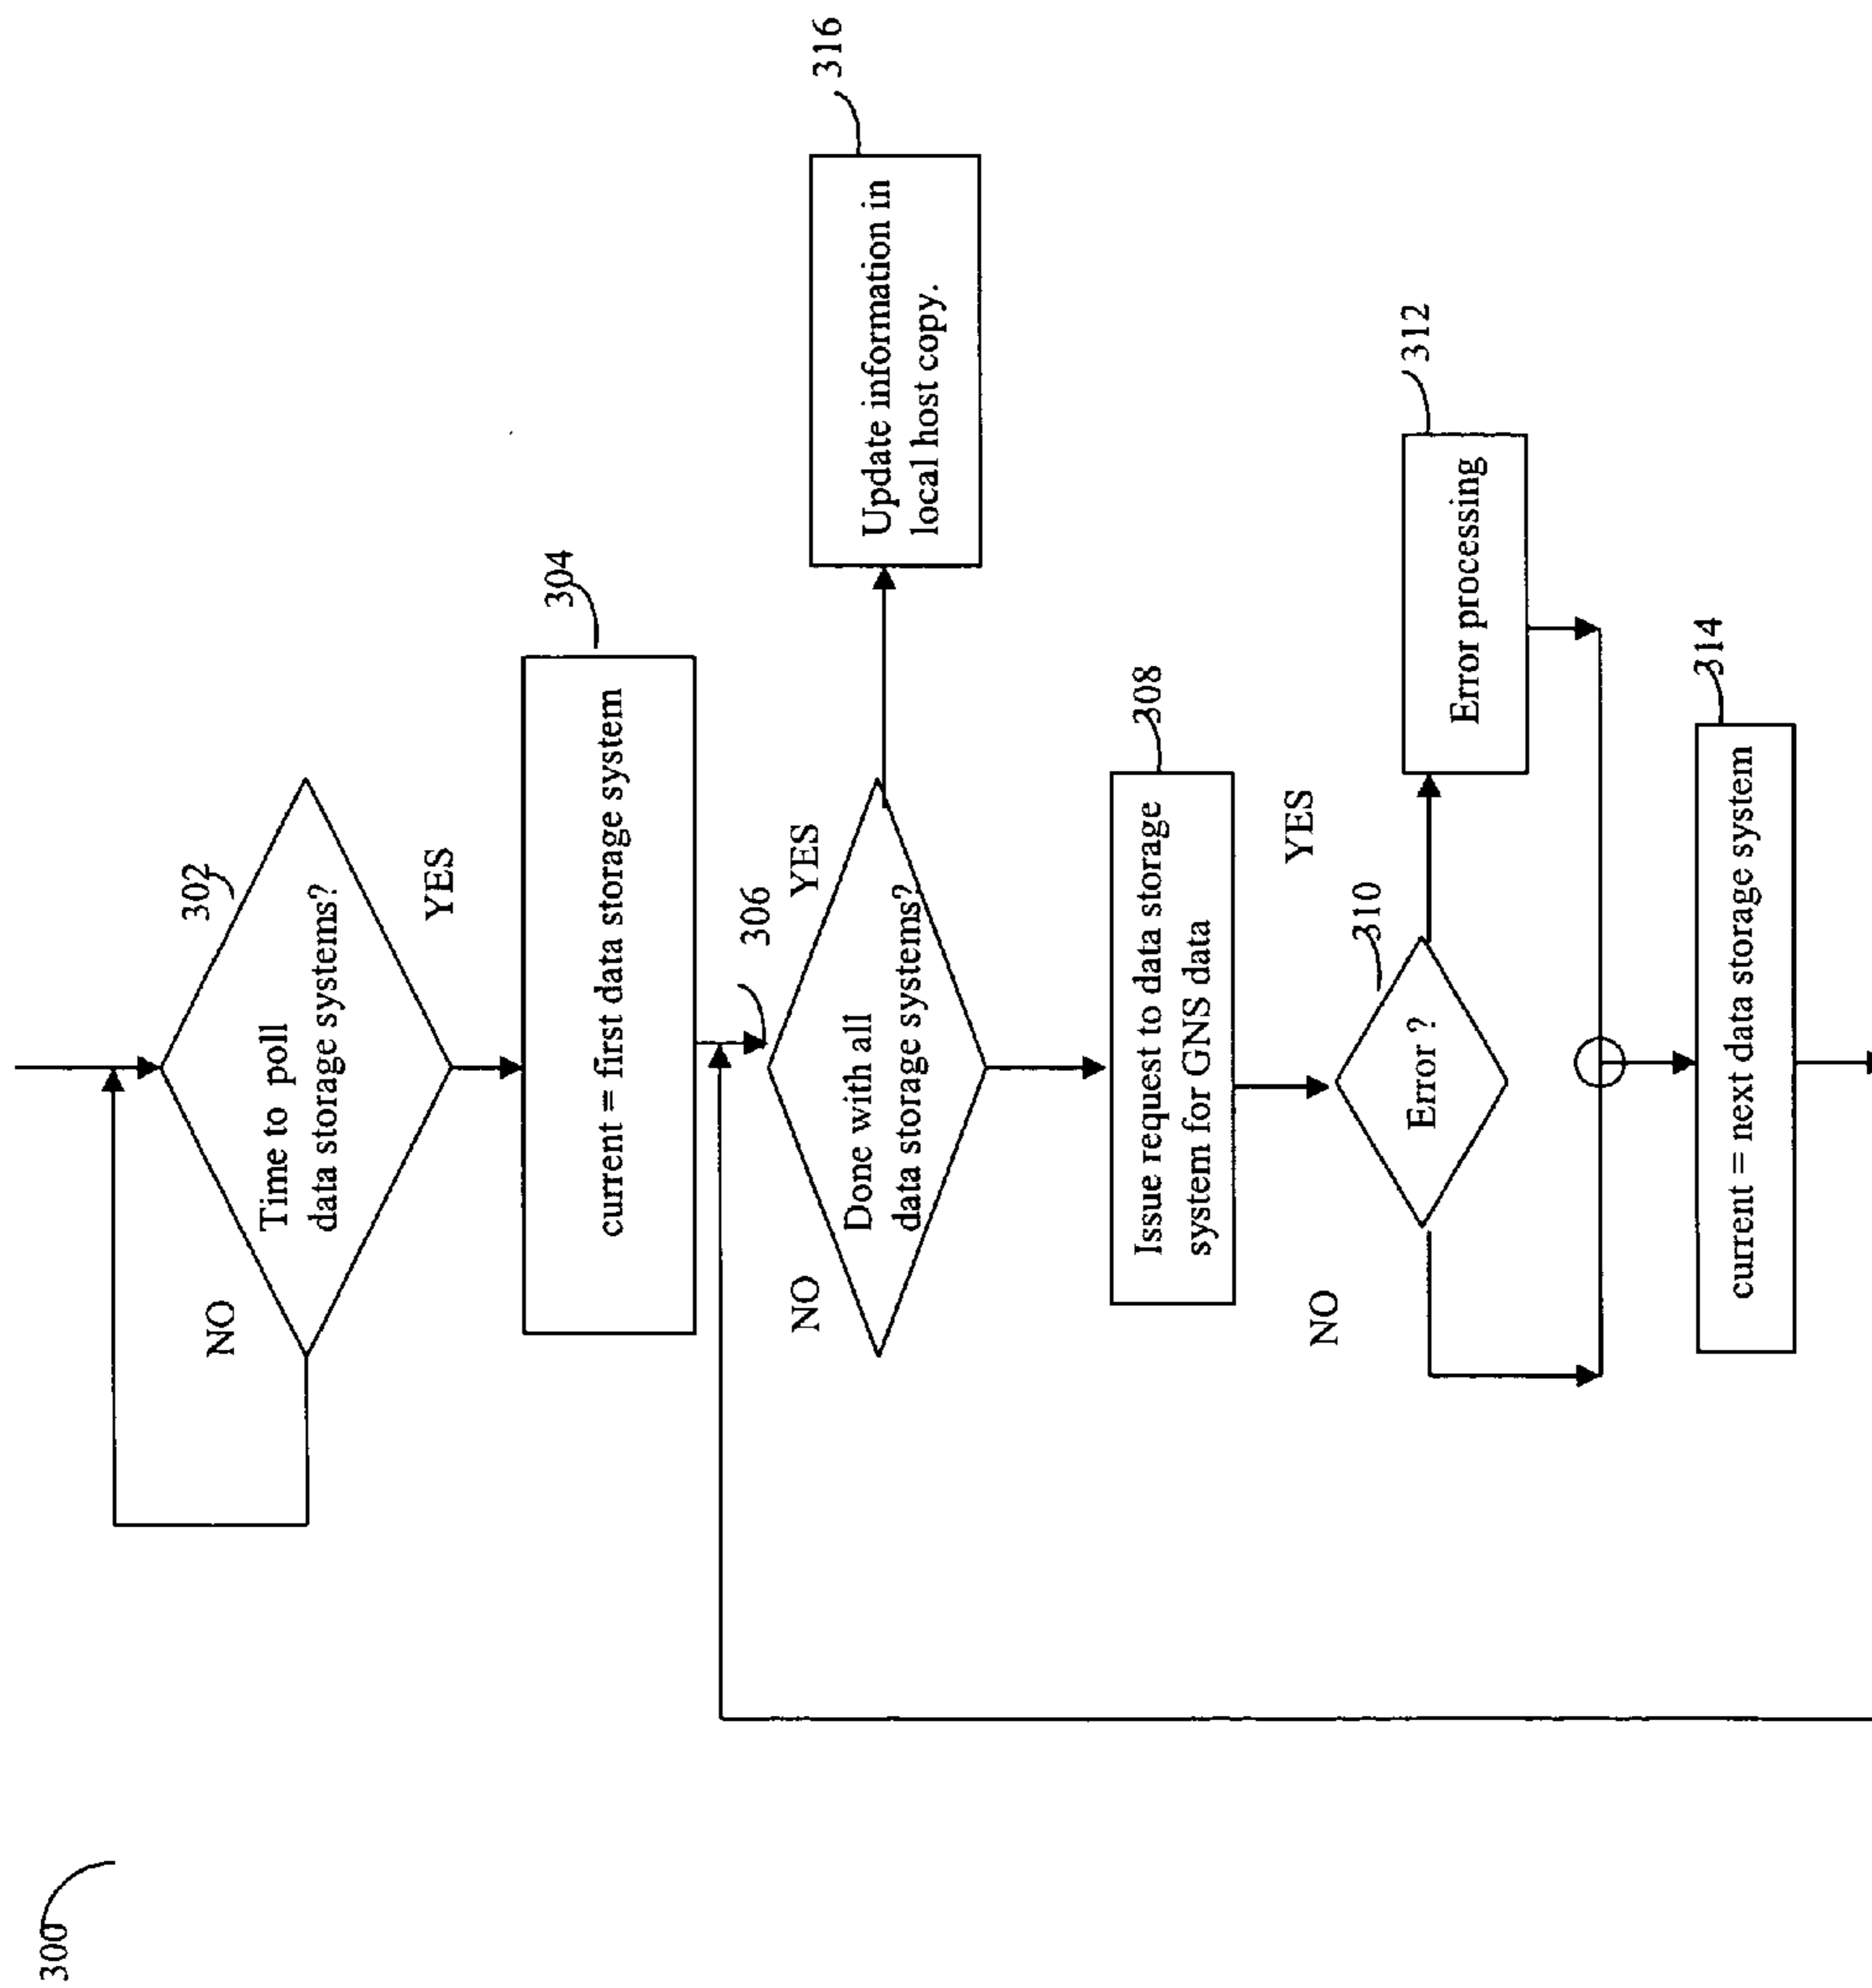 300
302
Time to poll
data storage systems?
NO
YES
304
current = first data storage system
306
Done with all
data storage systems?
NO
YES
316
Update information in
local host copy.
308
Issue request to data storage
system for GNS data
310
Error ?
NO
YES
312
Error processing
314
current = next data storage system